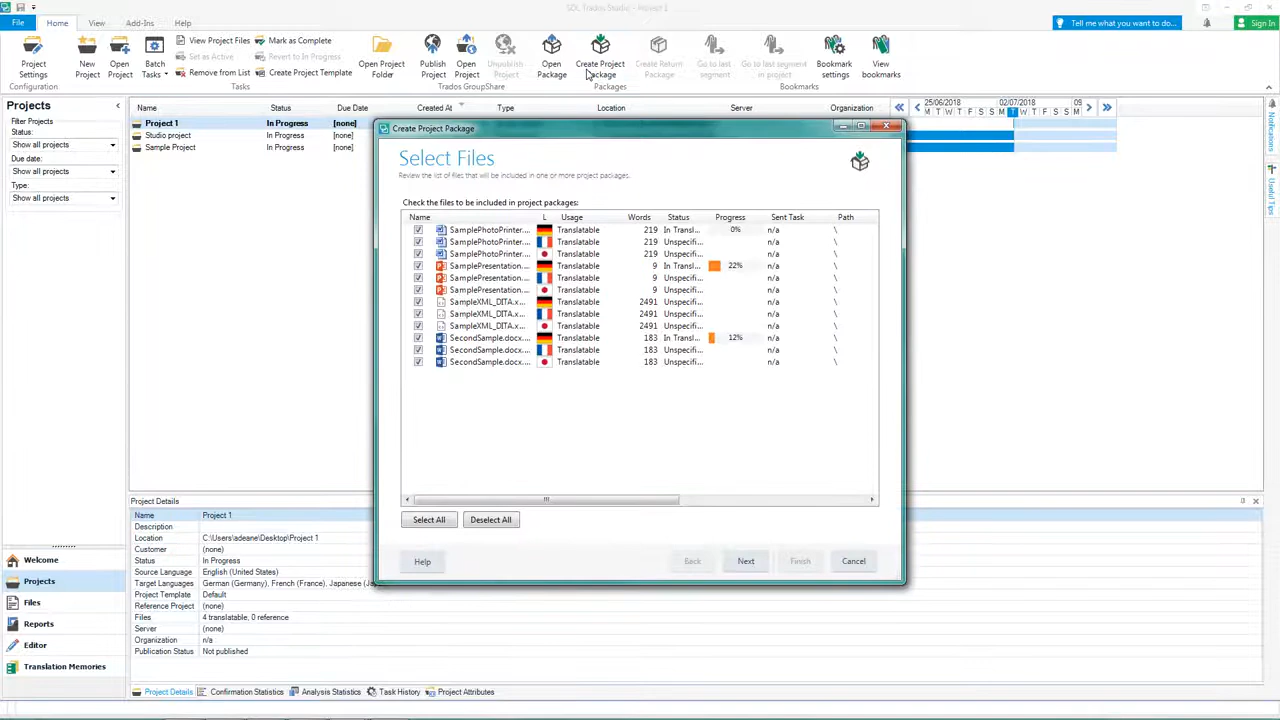 SDL Trados Studio - Project 1
File Home View Add-Ins Help
Tell me what you want to do...
Sign In
Project Settings
New Project
Open Project
Batch Tasks
View Project Files
Set as Active
Remove from List
Mark as Complete
Revert to In Progress
Create Project Template
Open Project Folder
Publish Project
Open Project
Unpublish Project
Open Package
Create Project Package
Create Return Package
Go to last segment
Go to last segment in project
Bookmark settings
View bookmarks
Configuration Tasks Trados GroupShare Packages Bookmarks
Projects
Filter Projects
Status:
Show all projects
Due date:
Show all projects
Type:
Show all projects
Name Status Due Date Created At Type Location Server Organization
25/06/2018 02/07/2018 09
M T W T F S S M T W T F S S M
Project 1 In Progress [none]
Studio project In Progress [none]
Sample Project In Progress [none]
Notifications
Useful Tips
Create Project Package
Select Files
Review the list of files that will be included in one or more project packages.
Check the files to be included in project packages:
Name L Usage Words Status Progress Sent Task Path
SamplePhotoPrinter.... Translatable 219 In Transl... 0% n/a \
SamplePhotoPrinter.... Translatable 219 Unspecifi... n/a \
SamplePhotoPrinter.... Translatable 219 Unspecifi... n/a \
SamplePresentation.... Translatable 9 In Transl... 22% n/a \
SamplePresentation.... Translatable 9 Unspecifi... n/a \
SamplePresentation.... Translatable 9 Unspecifi... n/a \
SampleXML_DITA.x... Translatable 2491 Unspecifi... n/a \
SampleXML_DITA.x... Translatable 2491 Unspecifi... n/a \
SampleXML_DITA.x... Translatable 2491 Unspecifi... n/a \
SecondSample.docx.... Translatable 183 In Transl... 12% n/a \
SecondSample.docx.... Translatable 183 Unspecifi... n/a \
SecondSample.docx.... Translatable 183 Unspecifi... n/a \
Select All Deselect All
Help Back Next Finish Cancel
Project Details
Name Project 1
Description
Location C:\Users\adeane\Desktop\Project 1
Customer (none)
Status In Progress
Source Language English (United States)
Target Languages German (Germany), French (France), Japanese (Ja
Project Template Default
Reference Project (none)
Files 4 translatable, 0 reference
Server (none)
Organization n/a
Publication Status Not published
Welcome
Projects
Files
Reports
Editor
Translation Memories
Project Details Confirmation Statistics Analysis Statistics Task History Project Attributes